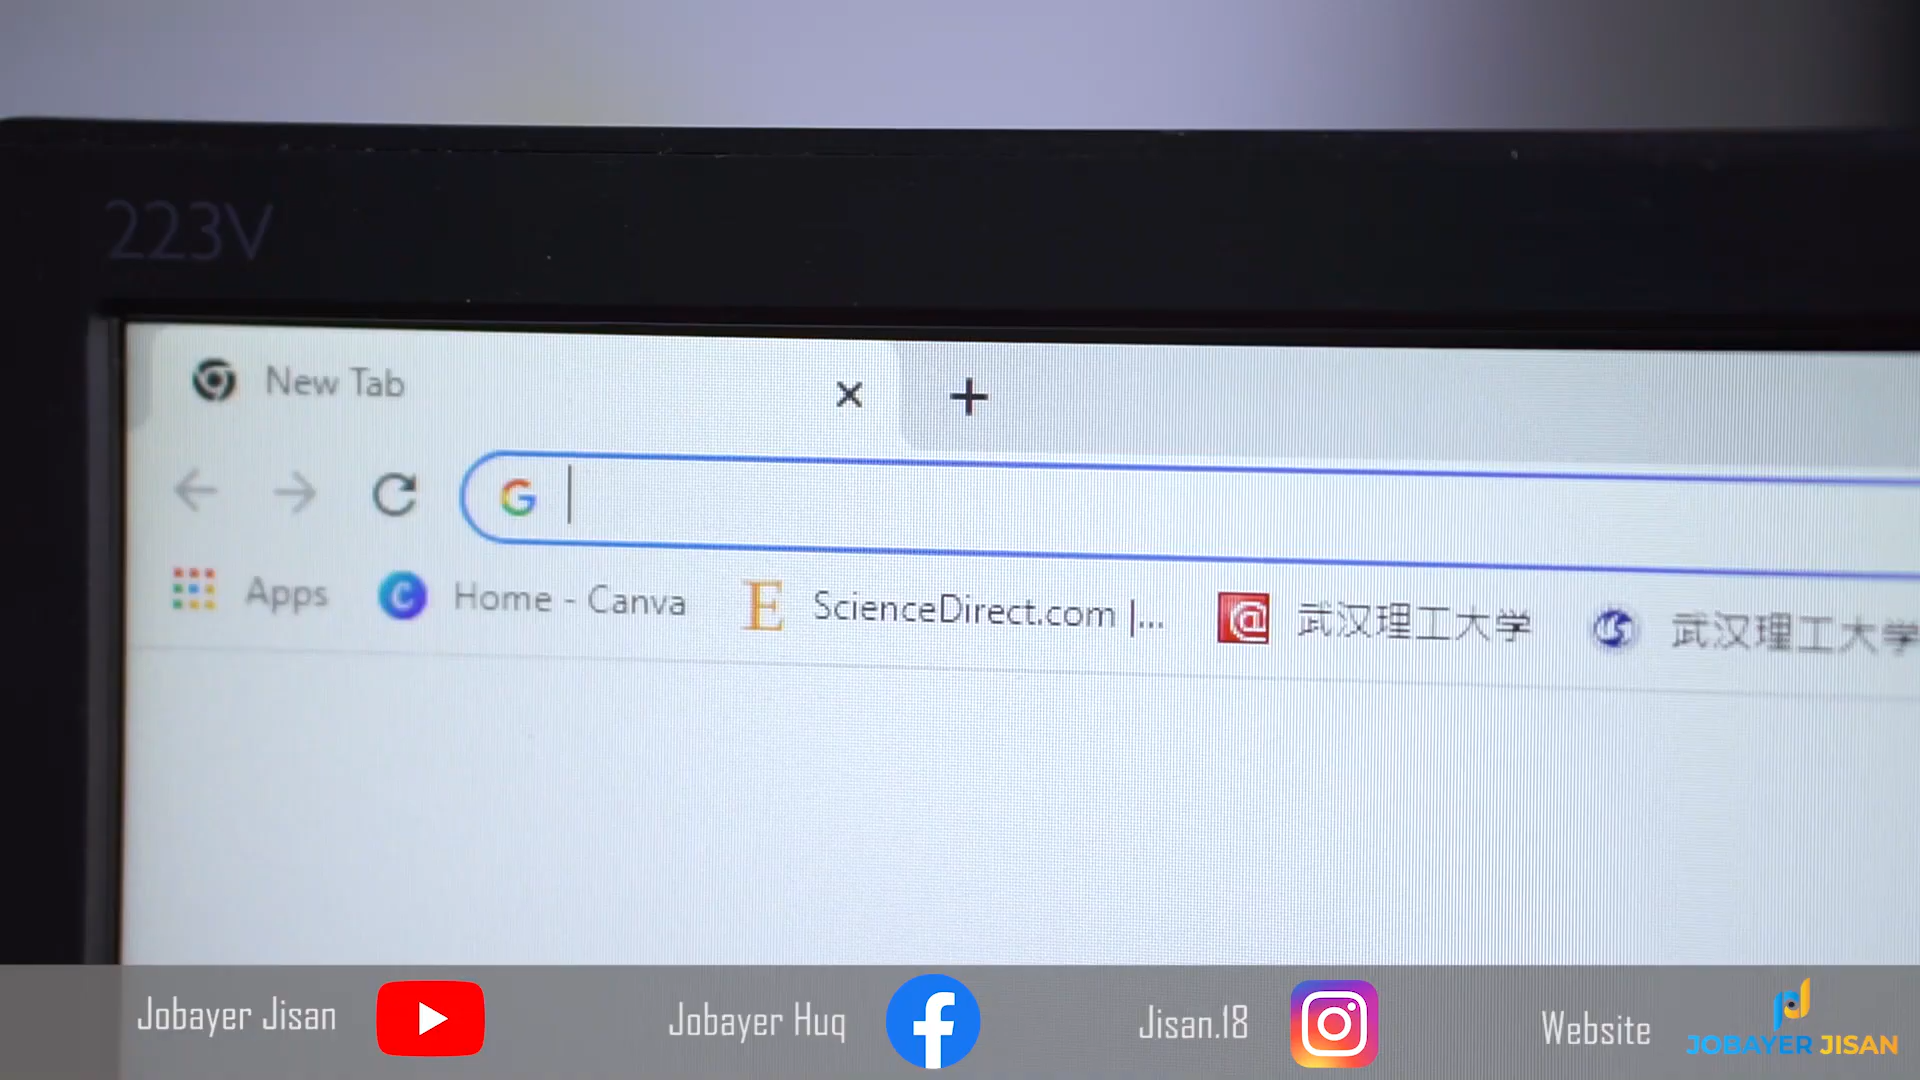 223V
New Tab
Apps
Home - Canva
ScienceDirect.com |...
武汉理工大学
武汉理工大学
Jobayer Jisan
Jobayer Huq
Jisan.18
Website
JOBAYER JISAN